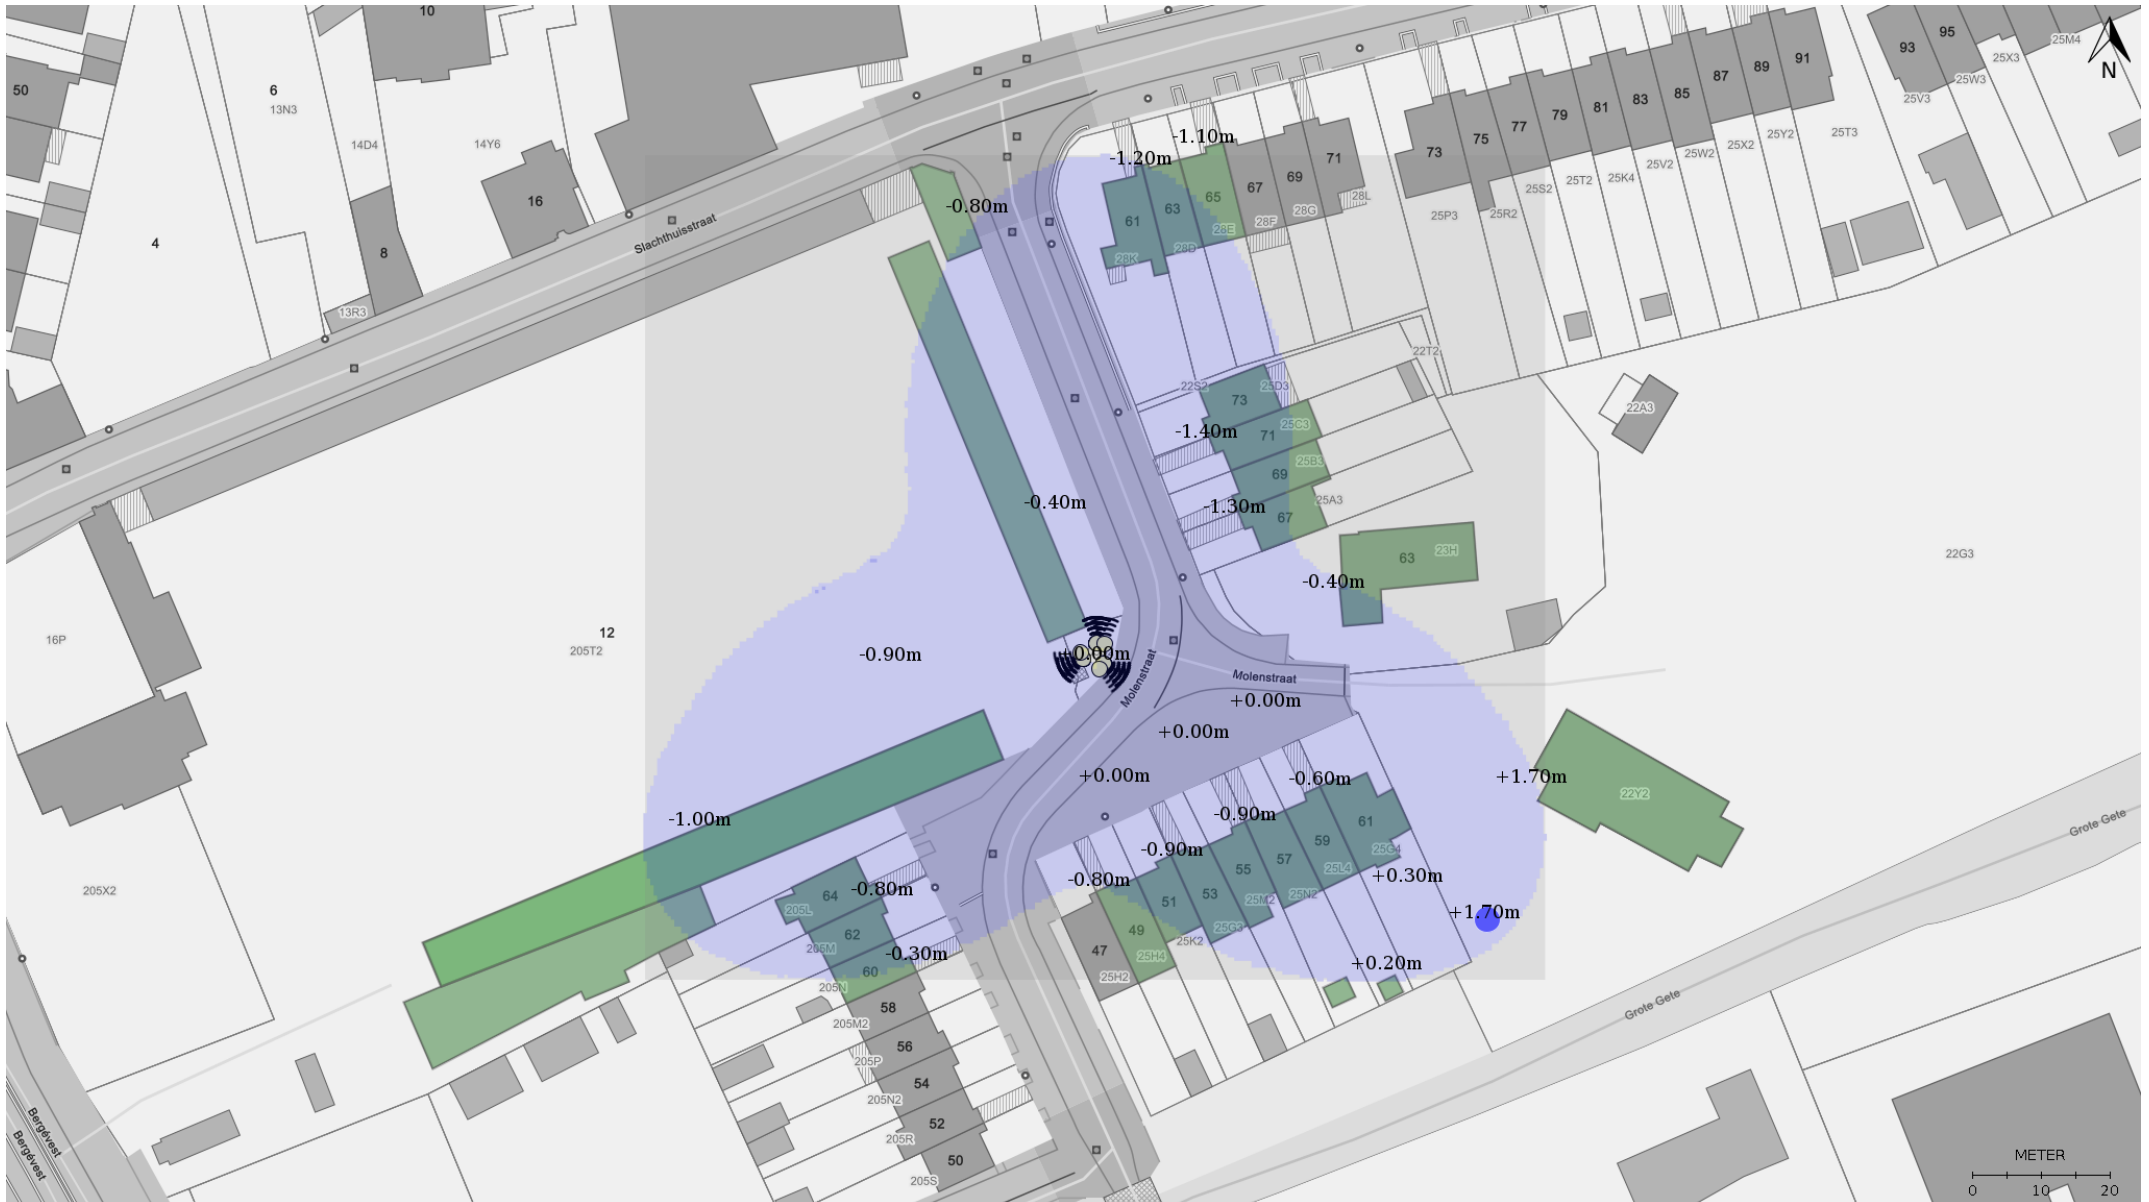 10
50
6
13N3
14D4
14Y6
16
4
8
13R3
Slachthuisstraat
-0.80m
-1.10m
-1.20m
61
63
65
67
69
71
28K
28D
28E
28F
28G
28L
73
75
77
79
81
83
85
87
89
91
93
95
25P3
25R2
25S2
25T2
25K4
25V2
25W2
25X2
25Y2
25T3
25V3
25W3
25X3
25M4
N
22T2
22S2
25D3
73
-1.40m
71
25C3
69
25B3
-1.30m
67
25A3
22A3
22G3
-0.40m
63
23H
-0.40m
12
205T2
16P
-0.90m
+0.00m
Molenstraat
Molenstraat
+0.00m
+0.00m
+0.00m
-1.00m
+1.70m
22Y2
Grote Gete
Grote Gete
-0.60m
-0.90m
-0.90m
-0.80m
61
59
57
55
53
51
49
47
25G4
25L4
25N2
25M2
25G3
25K2
25H4
25H2
+0.30m
+1.70m
+0.20m
205X2
64
205L
-0.80m
62
205M
-0.30m
60
205N
58
205M2
56
205P
54
205N2
52
205R
50
205S
Bergévest
Bergévest
METER
0 10 20